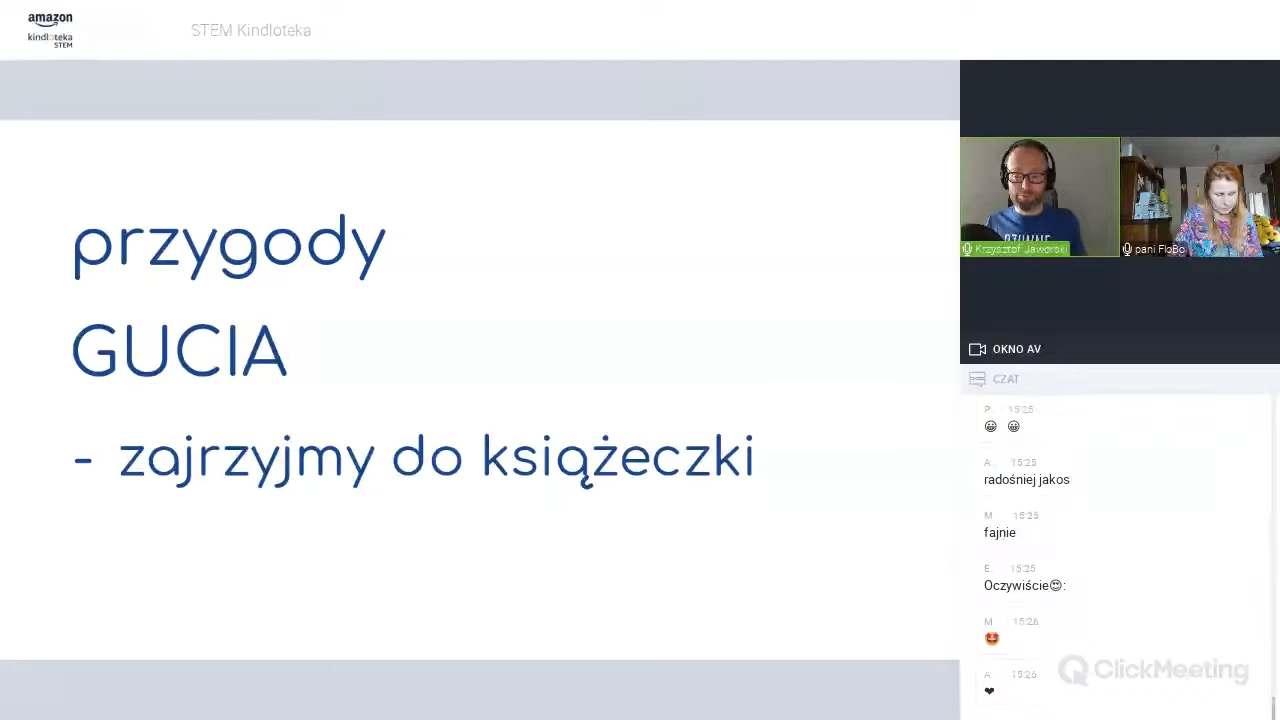 amazon
kindloteka
STEM
STEM Kindloteka
przygody
GUCIA
- zajrzyjmy do książeczki
Krzysztof Jaworski
pani FloBo
OKNO AV
CZAT
P 15:25
A 15:25
radośniej jakos
M 15:25
fajnie
E 15:25
Oczywiście😍:
M 15:26
A 15:26
ClickMeeting